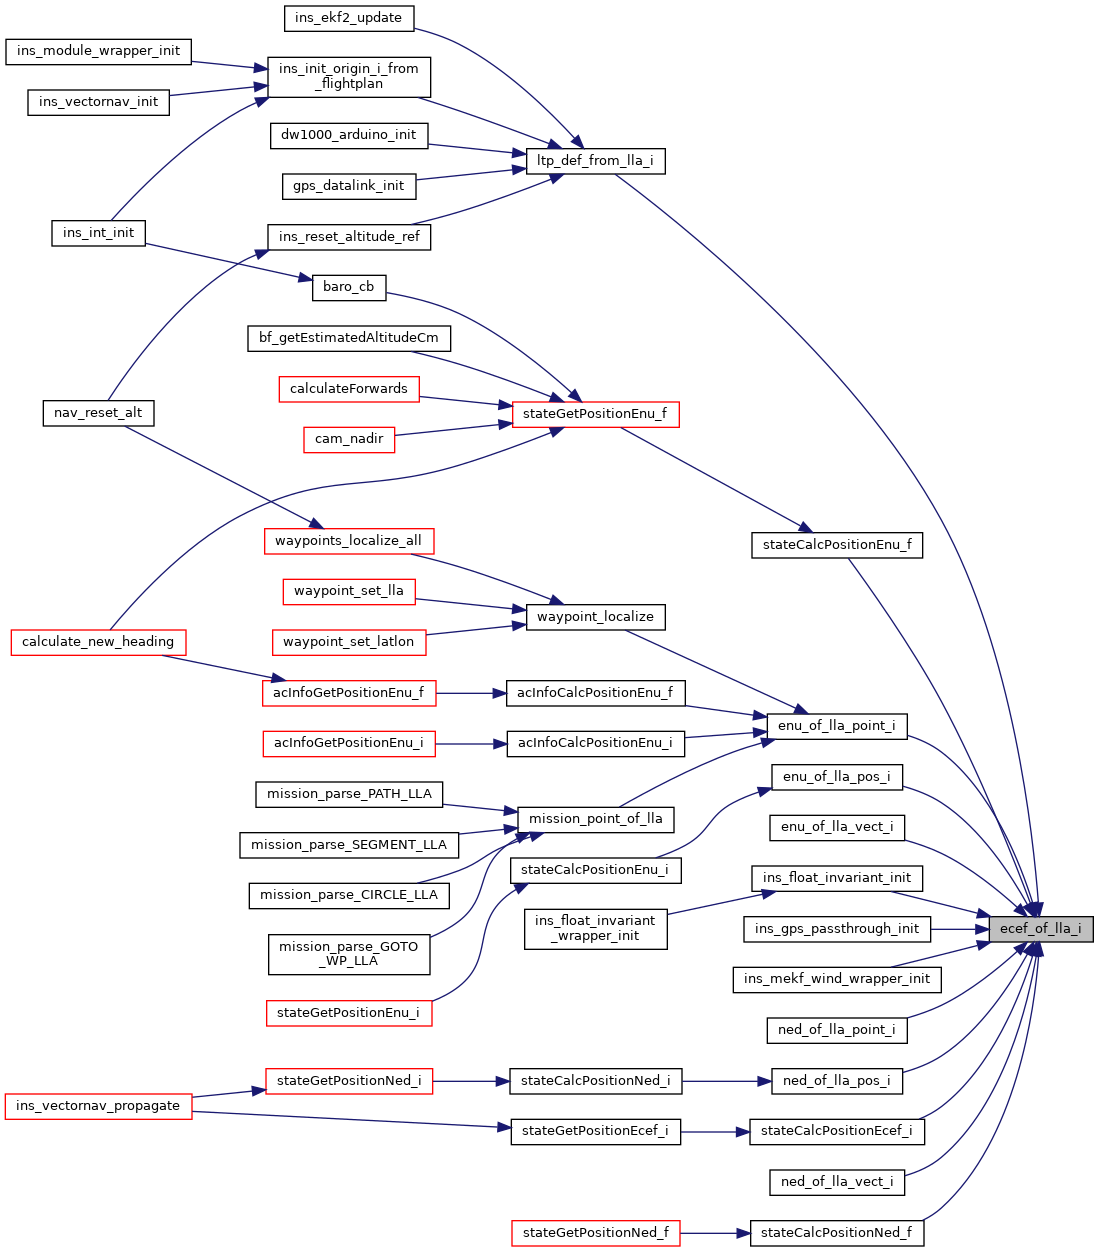 ins_ekf2_update
ins_module_wrapper_init
ins_init_origin_i_from
_flightplan
ins_vectornav_init
dw1000_arduino_init
ltp_def_from_lla_i
gps_datalink_init
ins_int_init
ins_reset_altitude_ref
baro_cb
bf_getEstimatedAltitudeCm
calculateForwards
nav_reset_alt
stateGetPositionEnu_f
cam_nadir
waypoints_localize_all
stateCalcPositionEnu_f
waypoint_set_lla
waypoint_localize
calculate_new_heading
waypoint_set_latlon
acInfoGetPositionEnu_f
acInfoCalcPositionEnu_f
enu_of_lla_point_i
acInfoGetPositionEnu_i
acInfoCalcPositionEnu_i
enu_of_lla_pos_i
mission_parse_PATH_LLA
mission_point_of_lla
enu_of_lla_vect_i
mission_parse_SEGMENT_LLA
stateCalcPositionEnu_i
ins_float_invariant_init
mission_parse_CIRCLE_LLA
ins_float_invariant
_wrapper_init
ins_gps_passthrough_init
ecef_of_lla_i
mission_parse_GOTO
_WP_LLA
ins_mekf_wind_wrapper_init
stateGetPositionEnu_i
ned_of_lla_point_i
stateGetPositionNed_i
stateCalcPositionNed_i
ned_of_lla_pos_i
ins_vectornav_propagate
stateGetPositionEcef_i
stateCalcPositionEcef_i
ned_of_lla_vect_i
stateGetPositionNed_f
stateCalcPositionNed_f